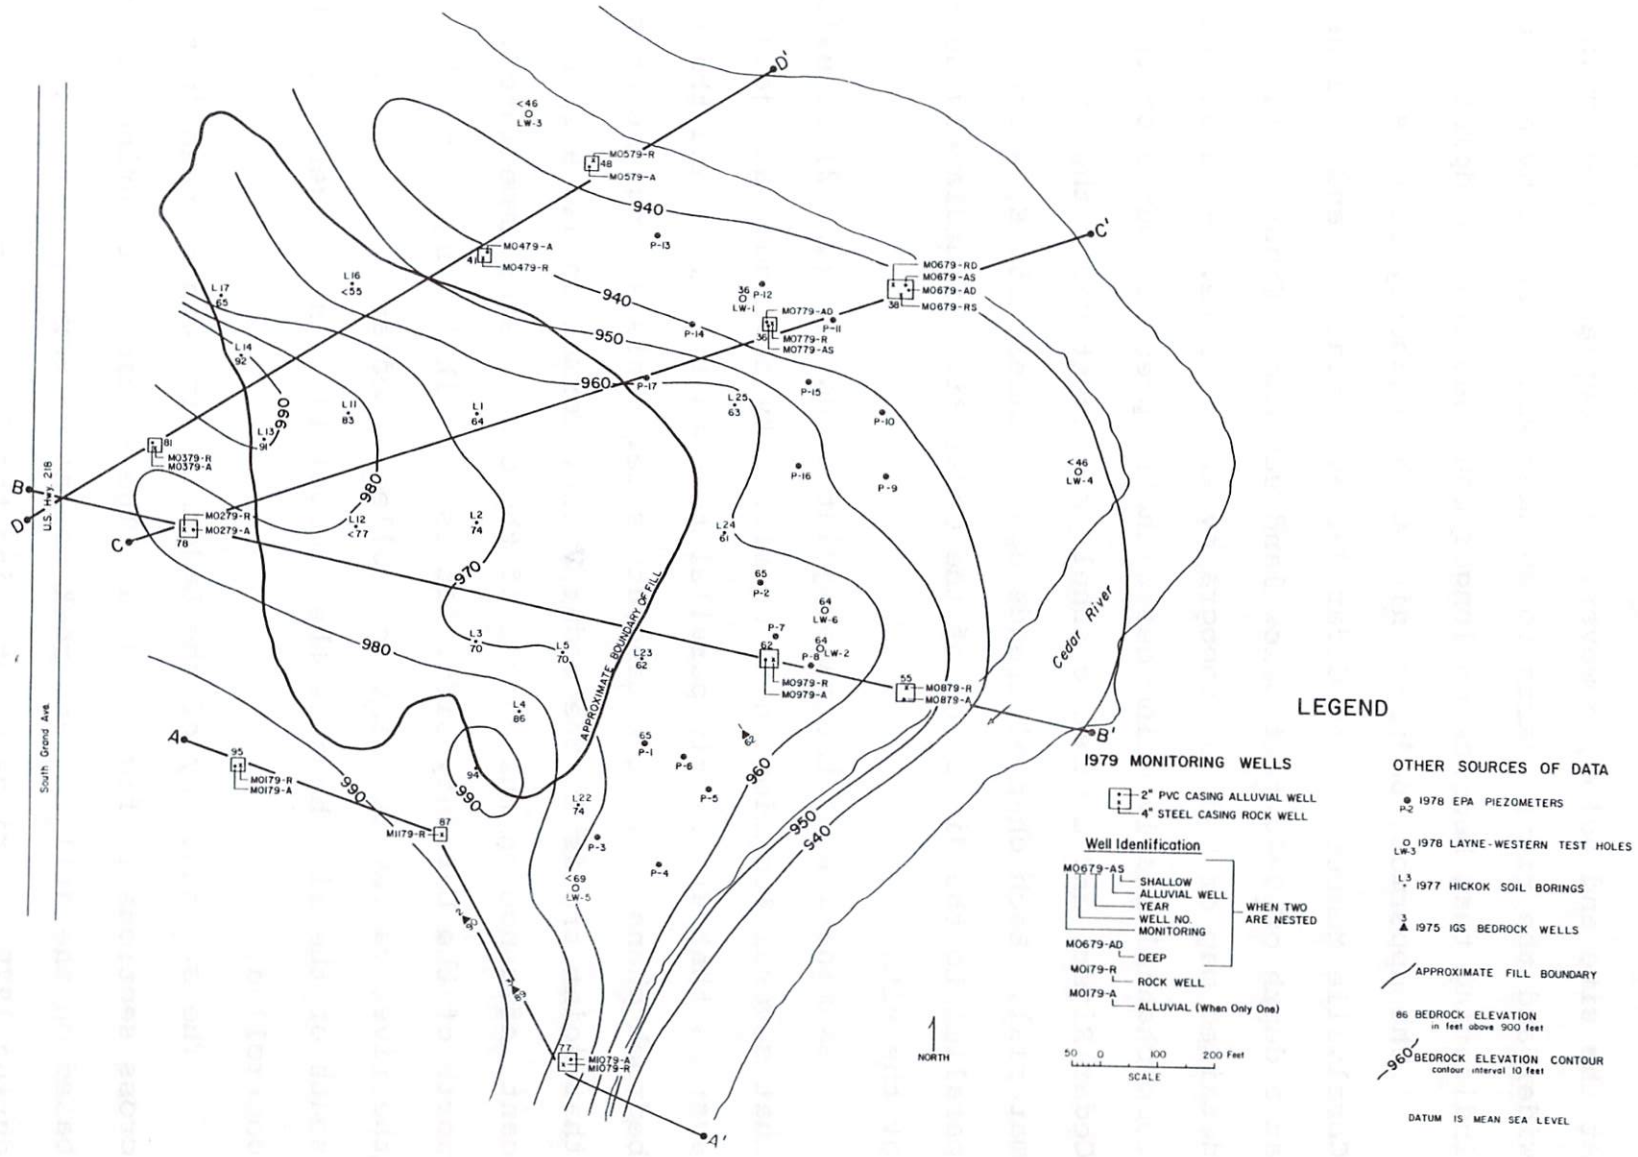 D'
<46
LW-3
M0579-R
48
M0579-A
940
C'
P-13
M0479-A
41
M0479-R
M0679-RD
M0679-AS
M0679-AD
38
M0679-RS
L16
<55
L17
65
940
36
LW-1
P-12
M0779-AD
P-11
36
M0779-R
M0779-AS
P-14
950
L14
92
960
P-17
P-15
L25
63
990
L11
83
L1
64
P-10
L13
91
81
M0379-R
M0379-A
P-16
P-9
<46
LW-4
B
D
U.S. Hwy. 218
980
M0279-R
M0279-A
78
C
L12
<77
L2
74
L24
61
970
65
P-2
64
LW-6
APPROXIMATE BOUNDARY OF FILL
Cedar River
980
L3
70
L5
70
L23
62
P-7
62
64
LW-2
P-8
M0979-R
M0979-A
55
M0879-R
M0879-A
L4
86
South Grand Ave.
A
95
M0179-R
M0179-A
990
94
990
65
P-1
P-6
62
960
B'
P-5
L22
74
M1179-R
87
P-3
950
940
P-4
<69
LW-5
77
M1079-A
M1079-R
A'
NORTH
LEGEND
1979 MONITORING WELLS
2" PVC CASING ALLUVIAL WELL
4" STEEL CASING ROCK WELL
Well Identification
M0679-AS
SHALLOW
ALLUVIAL WELL
YEAR
WELL NO.
MONITORING
WHEN TWO
ARE NESTED
M0679-AD
DEEP
M0179-R
ROCK WELL
M0179-A
ALLUVIAL (When Only One)
50 0 100 200 Feet
SCALE
OTHER SOURCES OF DATA
P-2 1978 EPA PIEZOMETERS
LW-3 1978 LAYNE-WESTERN TEST HOLES
L3 1977 HICKOK SOIL BORINGS
3 1975 IGS BEDROCK WELLS
APPROXIMATE FILL BOUNDARY
86 BEDROCK ELEVATION
in feet above 900 feet
960 BEDROCK ELEVATION CONTOUR
contour interval 10 feet
DATUM IS MEAN SEA LEVEL